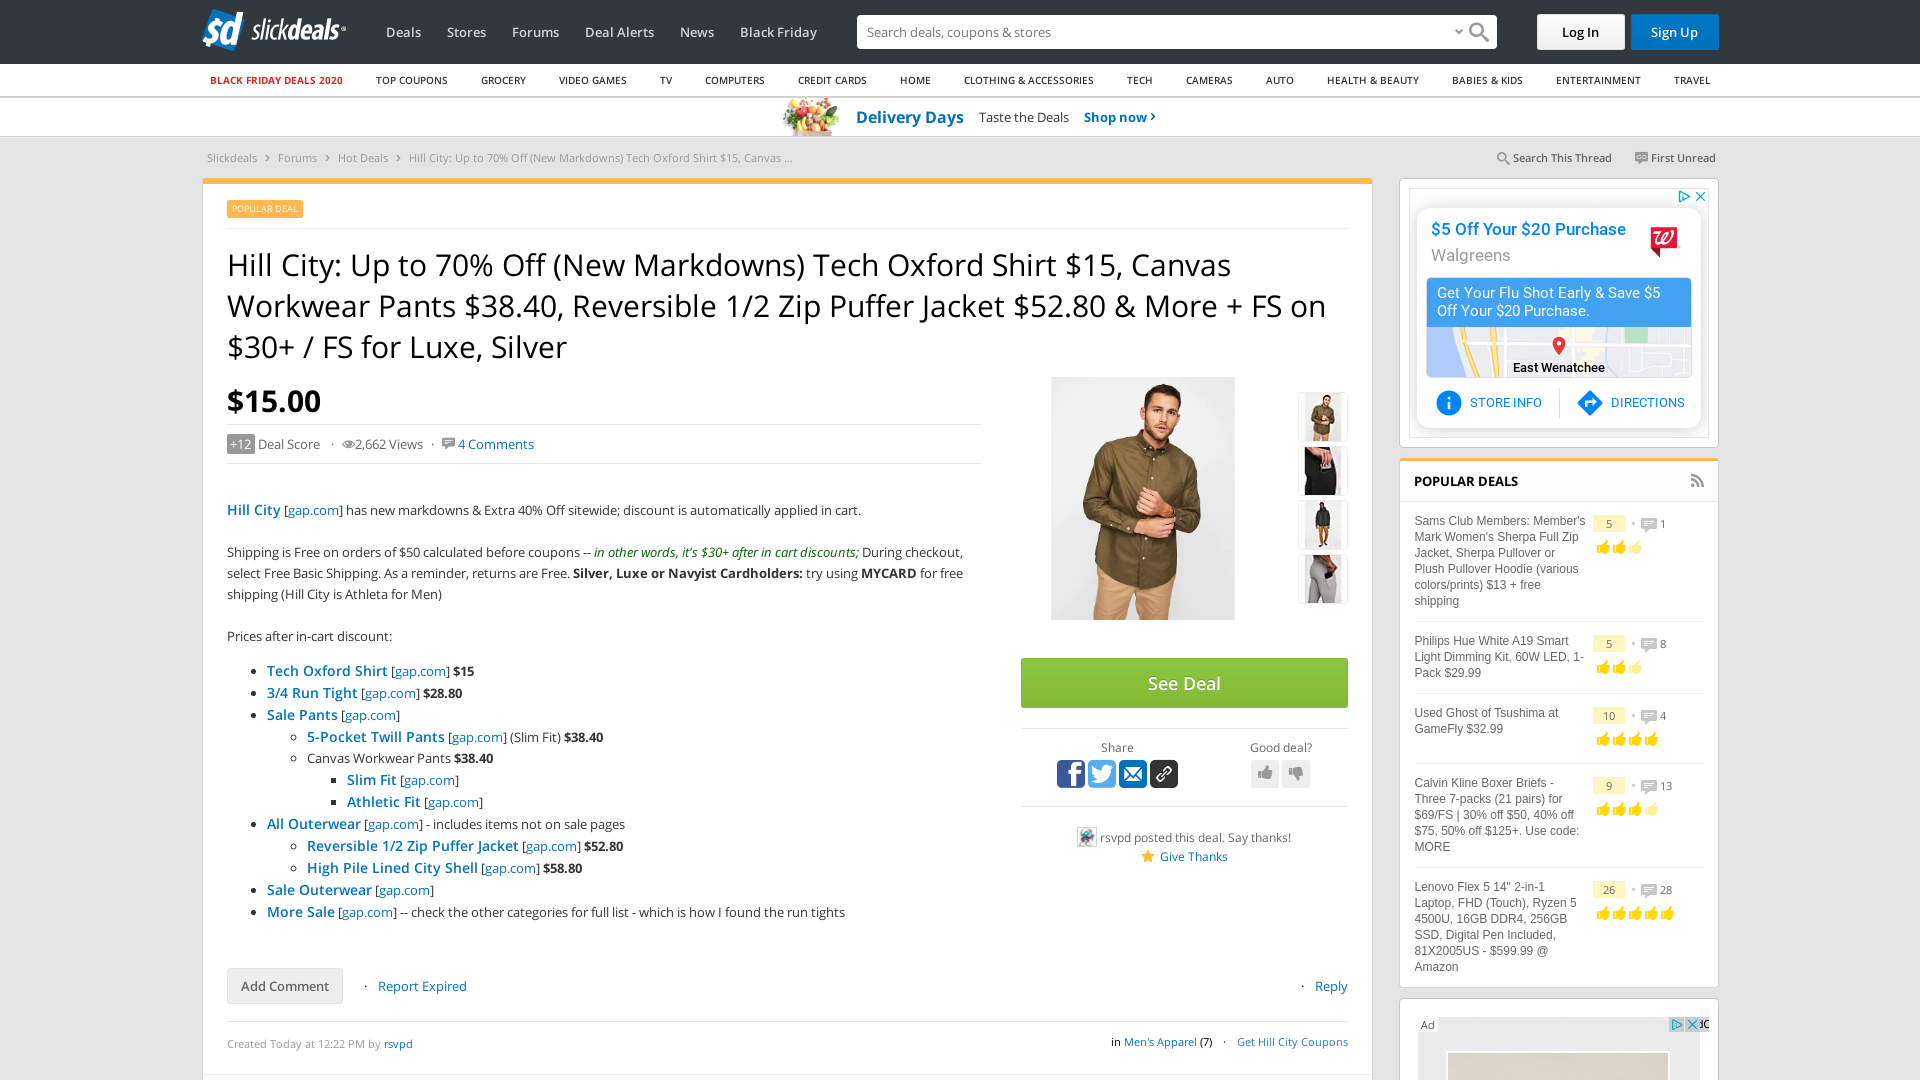 slickdeals
Deals Stores Forums Deal Alerts News Black Friday
Search deals, coupons & shops
Log In Sign Up
BLACK FRIDAY DEALS 2020 TOP COUPONS GROCERY VIDEO GAMES TV COMPUTERS CREDIT CARDS HOME CLOTHING & ACCESSORIES TECH CAMERAS AUTO HEALTH & BEAUTY BABIES & KIDS ENTERTAINMENT TRAVEL
Delivery Days Taste the Deals Shop now
Slickdeals › Forums › Hot Deals › Hill City: Up to 70% Off (New Markdowns) Tech Oxford Shirt $15, Canvas ...
Search This Thread First Unread
POPULAR DEAL
Hill City: Up to 70% Off (New Markdowns) Tech Oxford Shirt $15, Canvas
Workwear Pants $38.40, Reversible 1/2 Zip Puffer Jacket $52.80 & More + FS on
$30+ / FS for Luxe, Silver
$15.00
+12 Deal Score · 2,662 Views · 4 Comments
Hill City [gap.com] has new markdowns & Extra 40% Off sitewide; discount is automatically applied in cart.
Shipping is Free on orders of $50 calculated before coupons -- in other words, it's $30+ after in cart discounts; During checkout,
select Free Basic Shipping. As a reminder, returns are Free. Silver, Luxe or Navyist Cardholders: try using MYCARD for free
shipping (Hill City is Athleta for Men)
Prices after in-cart discount:
Tech Oxford Shirt [gap.com] $15
3/4 Run Tight [gap.com] $28.80
Sale Pants [gap.com]
5-Pocket Twill Pants [gap.com] (Slim Fit) $38.40
Canvas Workwear Pants $38.40
Slim Fit [gap.com]
Athletic Fit [gap.com]
All Outerwear [gap.com] - includes items not on sale pages
Reversible 1/2 Zip Puffer Jacket [gap.com] $52.80
High Pile Lined City Shell [gap.com] $58.80
Sale Outerwear [gap.com]
More Sale [gap.com] -- check the other categories for full list - which is how I found the run tights
See Deal
Share Good deal?
rsvpd posted this deal. Say thanks!
Give Thanks
Add Comment · Report Expired · Reply
Created Today at 12:22 PM by rsvpd
in Men's Apparel (7) · Get Hill City Coupons
$5 Off Your $20 Purchase
Walgreens
Get Your Flu Shot Early & Save $5
Off Your $20 Purchase.
East Wenatchee
STORE INFO DIRECTIONS
POPULAR DEALS
Sams Club Members: Member's
Mark Women's Sherpa Full Zip
Jacket, Sherpa Pullover or
Plush Pullover Hoodie (various
colors/prints) $13 + free
shipping
5 • 1
Philips Hue White A19 Smart
Light Dimming Kit, 60W LED, 1-
Pack $29.99
5 • 8
Used Ghost of Tsushima at
GameFly $32.99
10 • 4
Calvin Kline Boxer Briefs -
Three 7-packs (21 pairs) for
$69/FS | 30% off $50, 40% off
$75, 50% off $125+. Use code:
MORE
9 • 13
Lenovo Flex 5 14" 2-in-1
Laptop, FHD (Touch), Ryzen 5
4500U, 16GB DDR4, 256GB
SSD, Digital Pen Included,
81X2005US - $599.99 @
Amazon
26 • 28
Ad